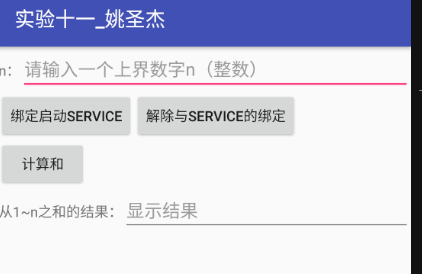 实验十一_姚圣杰
n: 请输入一个上界数字n（整数）
绑定启动SERVICE 解除与SERVICE的绑定
计算和
从1~n之和的结果: 显示结果